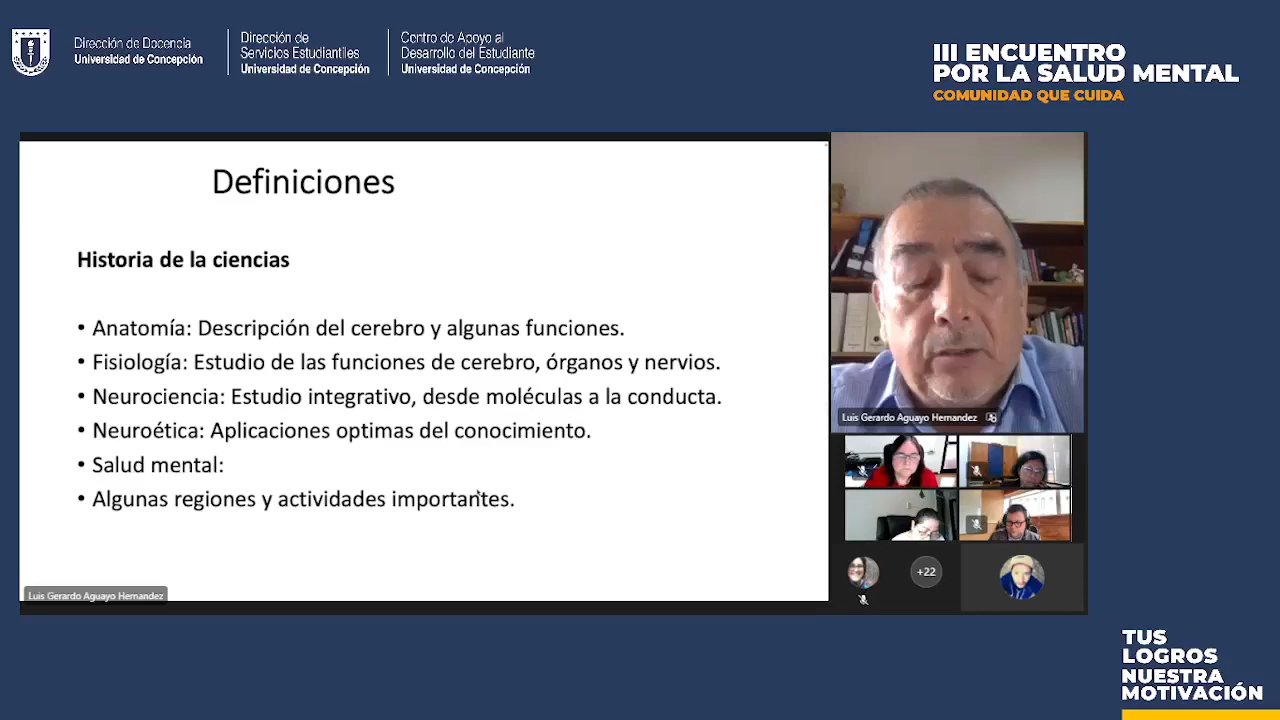 Dirección de Docencia
Universidad de Concepción
Dirección de
Servicios Estudiantiles
Universidad de Concepción
Centro de Apoyo al
Desarrollo del Estudiante
Universidad de Concepción
III ENCUENTRO
POR LA SALUD MENTAL
COMUNIDAD QUE CUIDA
Definiciones
Historia de la ciencias
• Anatomía: Descripción del cerebro y algunas funciones.
• Fisiología: Estudio de las funciones de cerebro, órganos y nervios.
• Neurociencia: Estudio integrativo, desde moléculas a la conducta.
• Neuroética: Aplicaciones optimas del conocimiento.
• Salud mental:
• Algunas regiones y actividades importantes.
Luis Gerardo Aguayo Hernandez
Luis Gerardo Aguayo Hernandez
+22
TUS
LOGROS
NUESTRA
MOTIVACIÓN